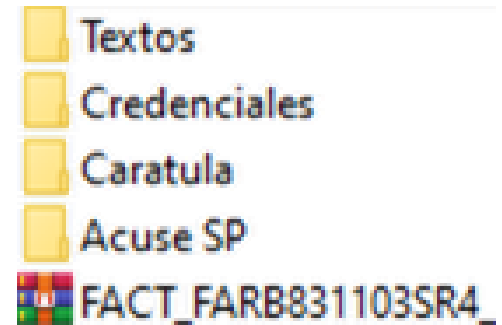 Textos
Credenciales
Caratula
Acuse SP
FACT_FARB831103SR4_